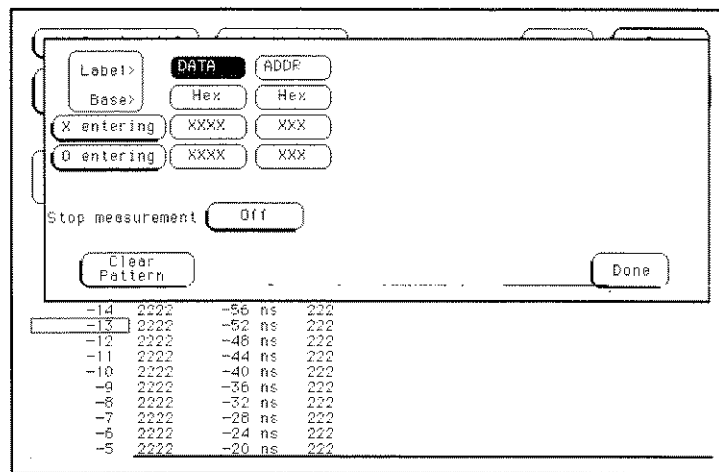 Label> DATA ADDR
Base> Hex Hex
X entering XXXX XXX
O entering XXXX XXX
Stop measurement Off
Clear
Pattern
Done
-14 2222 -56 ns 222
-13 2222 -52 ns 222
-12 2222 -48 ns 222
-11 2222 -44 ns 222
-10 2222 -40 ns 222
-9 2222 -36 ns 222
-8 2222 -32 ns 222
-7 2222 -28 ns 222
-6 2222 -24 ns 222
-5 2222 -20 ns 222